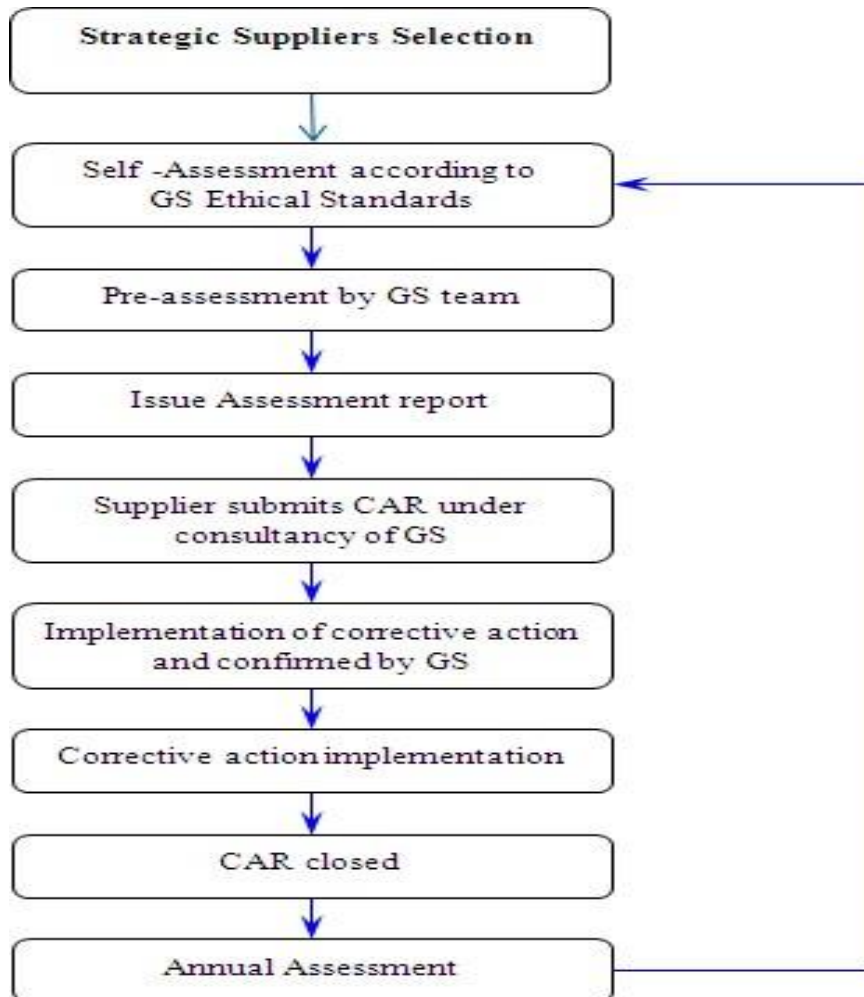 Strategic Suppliers Selection
Self -Assessment according to
GS Ethical Standards
Pre-assessment by GS team
Issue Assessment report
Supplier submits CAR under
consultancy of GS
Implementation of corrective action
and confirmed by GS
Corrective action implementation
CAR closed
Annual Assessment